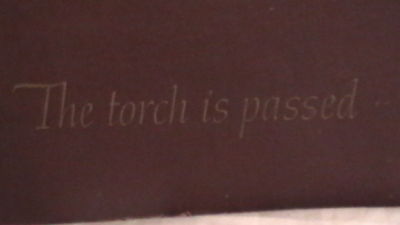 The torch is passed ..